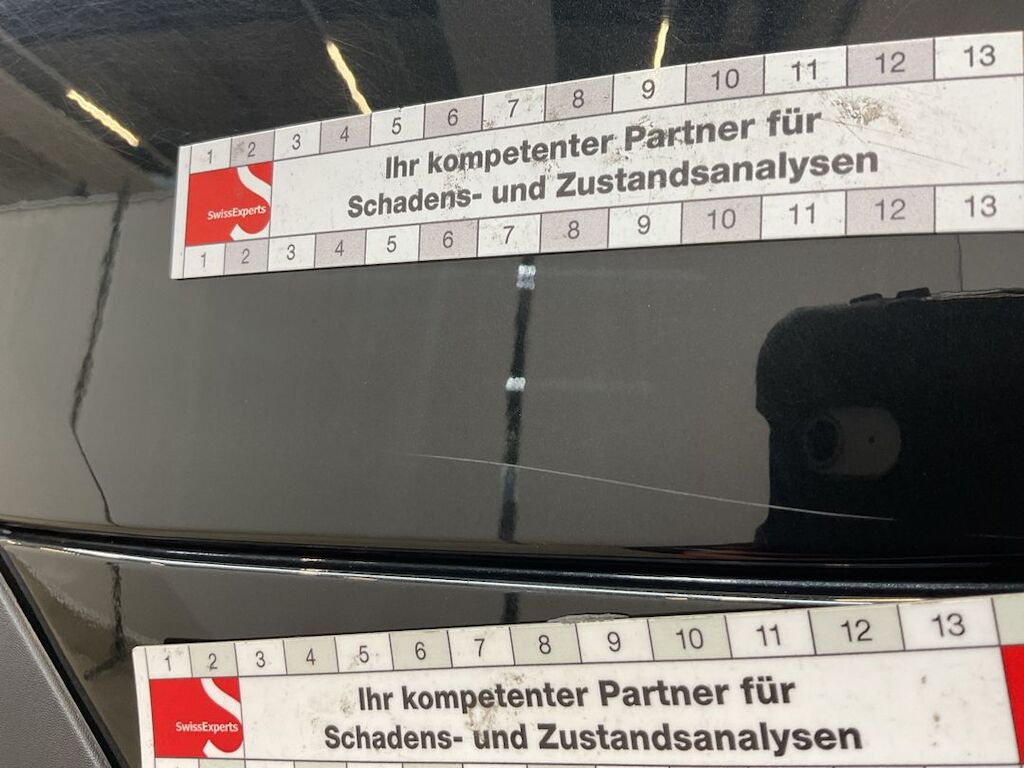 1 2 3 4 5 6 7 8 9 10 11 12 13
Ihr kompetenter Partner für
Schadens- und Zustandsanalysen
SwissExperts
1 2 3 4 5 6 7 8 9 10 11 12 13
1 2 3 4 5 6 7 8 9 10 11 12 13
Ihr kompetenter Partner für
SwissExperts
Schadens- und Zustandsanalysen